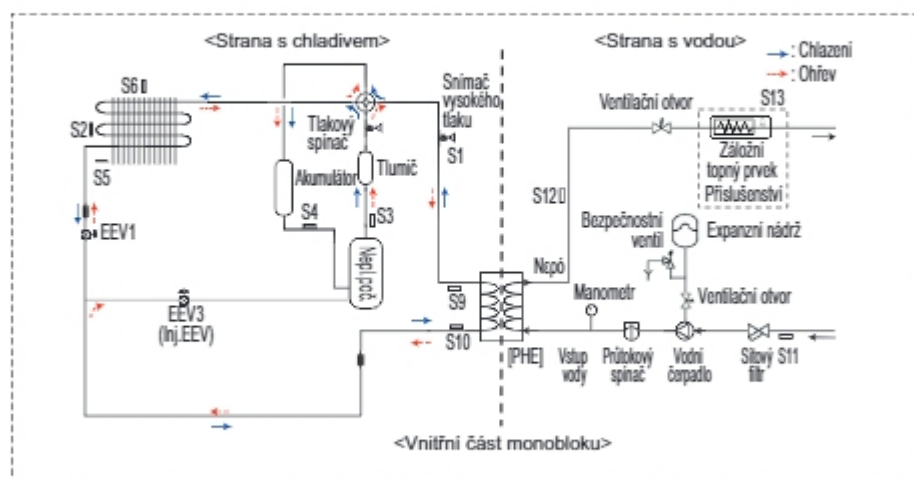 <Strana s chladivem>
<Strana s vodou>
: Chlazení
: Ohřev
S6
S2
S5
EEV1
EEV3
(Inj.EEV)
Akumulátor
S4
Tlakový
spínač
Tlumič
S3
Snímač
vysokého
tlaku
S1
S9
S10
[PHE]
Ventilační otvor
S13
Záložní
topný prvek
Příslušenství
S12
Bezpečnostní
ventil
Expanzní nádrž
Manometr
Ventilační otvor
Vstup
vody
Průtokový
spínač
Vodní
čerpadlo
Sítový
filtr
S11
<Vnitřní část monobloku>